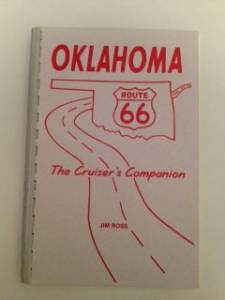 OKLAHOMA
ROUTE
66
The Cruiser's Companion
JIM ROSS